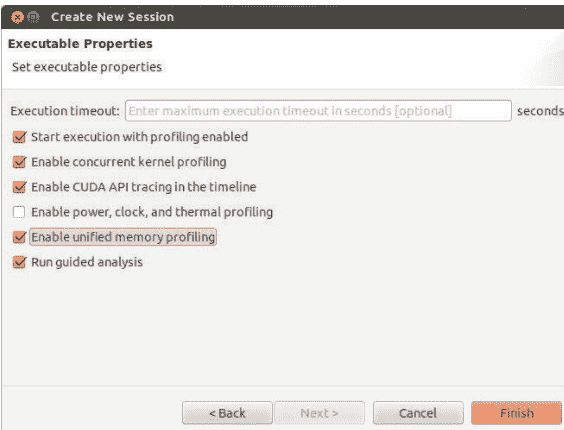 Create New Session
Executable Properties
Set executable properties
Execution timeout: Enter maximum execution timeout in seconds [optional] seconds
Start execution with profiling enabled
Enable concurrent kernel profiling
Enable CUDA API tracing in the timeline
Enable power, clock, and thermal profiling
Enable unified memory profiling
Run guided analysis
< Back Next > Cancel Finish